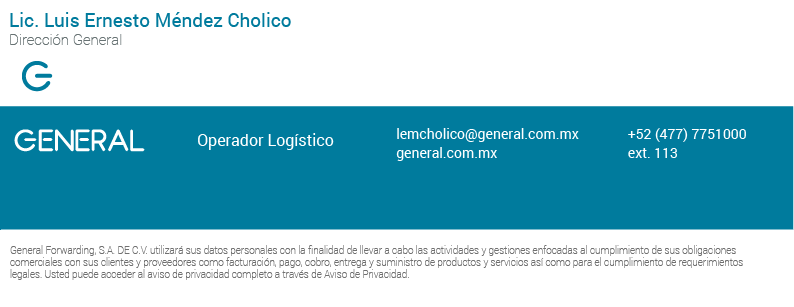 Lic. Luis Ernesto Méndez Cholico
Dirección General
GENERAL
Operador Logístico
lemcholico@general.com.mx
general.com.mx
+52 (477) 7751000
ext. 113
General Forwarding, S.A. DE C.V. utilizará sus datos personales con la finalidad de llevar a cabo las actividades y gestiones enfocadas al cumplimiento de sus obligaciones
comerciales con sus clientes y proveedores como facturación, pago, cobro, entrega y suministro de productos y servicios así como para el cumplimiento de requerimientos
legales. Usted puede acceder al aviso de privacidad completo a través de Aviso de Privacidad.